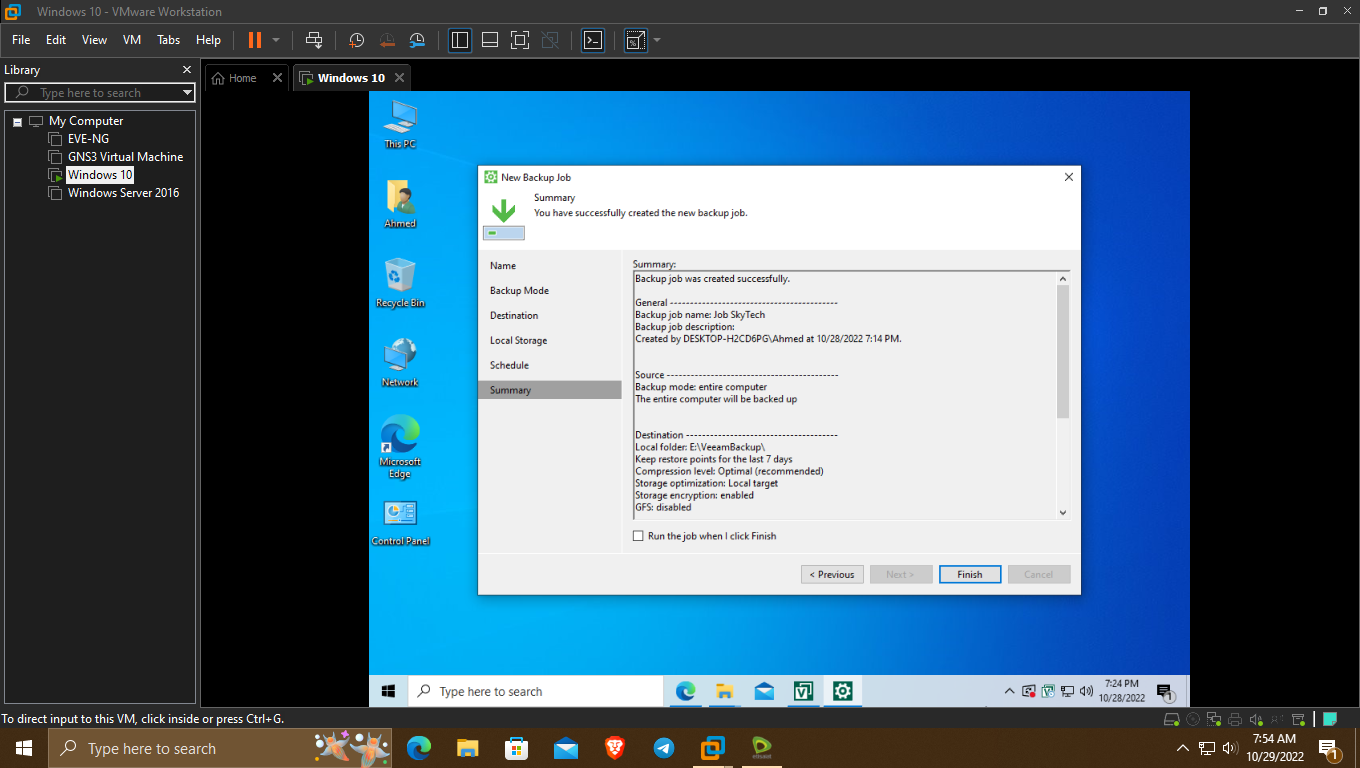 Windows 10 - VMware Workstation
File Edit View VM Tabs Help
Library
Type here to search
My Computer
EVE-NG
GNS3 Virtual Machine
Windows 10
Windows Server 2016
Home
Windows 10
This PC
Ahmed
Recycle Bin
Network
Microsoft
Edge
Control Panel
New Backup Job
Summary
You have successfully created the new backup job.
Name
Backup Mode
Destination
Local Storage
Schedule
Summary
Summary:
Backup job was created successfully.
General ------------------------------------------
Backup job name: Job SkyTech
Backup job description:
Created by DESKTOP-H2CD6PG\Ahmed at 10/28/2022 7:14 PM.
Source -------------------------------------------
Backup mode: entire computer
The entire computer will be backed up
Destination --------------------------------------
Local folder: E:\VeeamBackup\
Keep restore points for the last 7 days
Compression level: Optimal (recommended)
Storage optimization: Local target
Storage encryption: enabled
GFS: disabled
Run the job when I click Finish
< Previous Next > Finish Cancel
Type here to search
7:24 PM
10/28/2022
1
To direct input to this VM, click inside or press Ctrl+G.
Type here to search
7:54 AM
10/29/2022
1